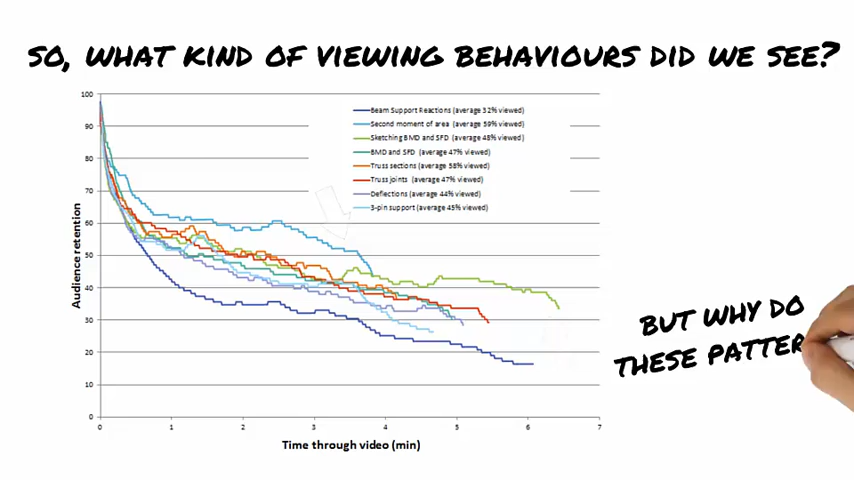 SO, WHAT KIND OF VIEWING BEHAVIOURS DID WE SEE?
100
90
80
70
60
50
40
30
20
10
0
Audience retention
Beam Support Reactions (average 32% viewed)
Second moment of area (average 59% viewed)
Sketching BMD and SFD (average 48% viewed)
BMD and SFD (average 47% viewed)
Truss sections (average 58% viewed)
Truss joints (average 47% viewed)
Deflections (average 44% viewed)
3-pin support (average 45% viewed)
0 1 2 3 4 5 6 7
Time through video (min)
BUT WHY DO
THESE PATTER